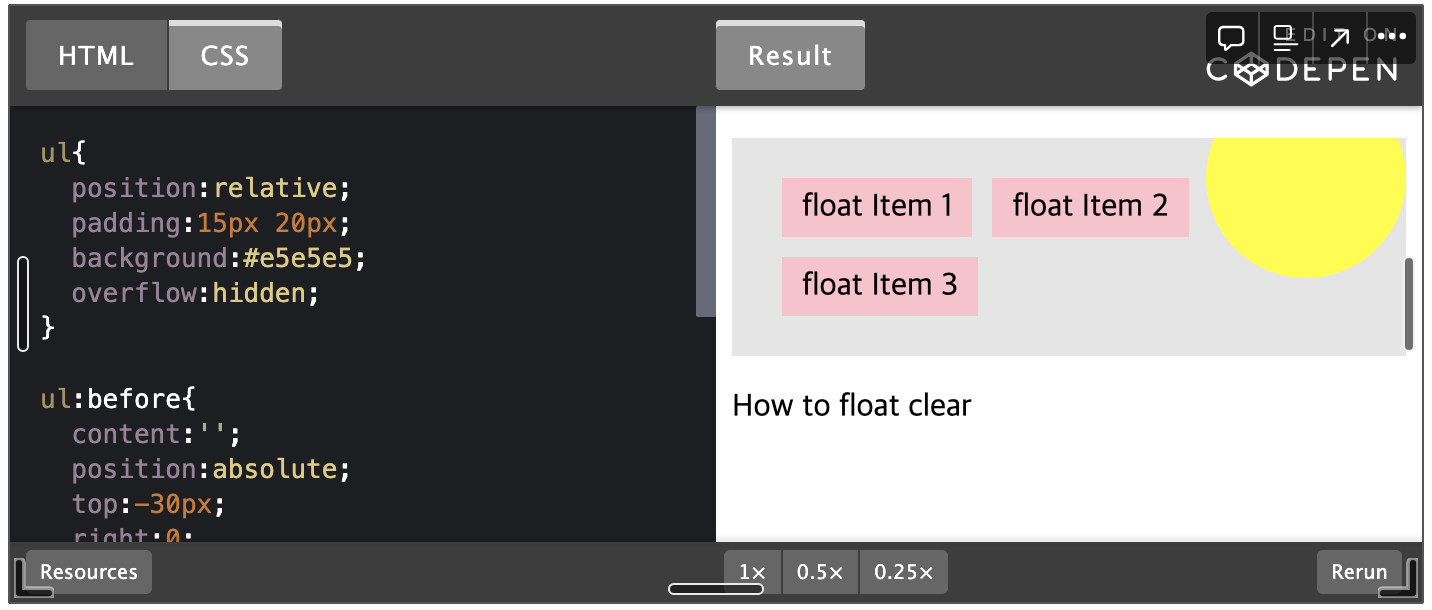 HTML
CSS
Result
EDIT ON
CODEPEN
ul{
position:relative;
padding:15px 20px;
background:#e5e5e5;
overflow:hidden;
}
ul:before{
content:'';
position:absolute;
top:-30px;
right:0;
float Item 1
float Item 2
float Item 3
How to float clear
Resources
1×
0.5×
0.25×
Rerun